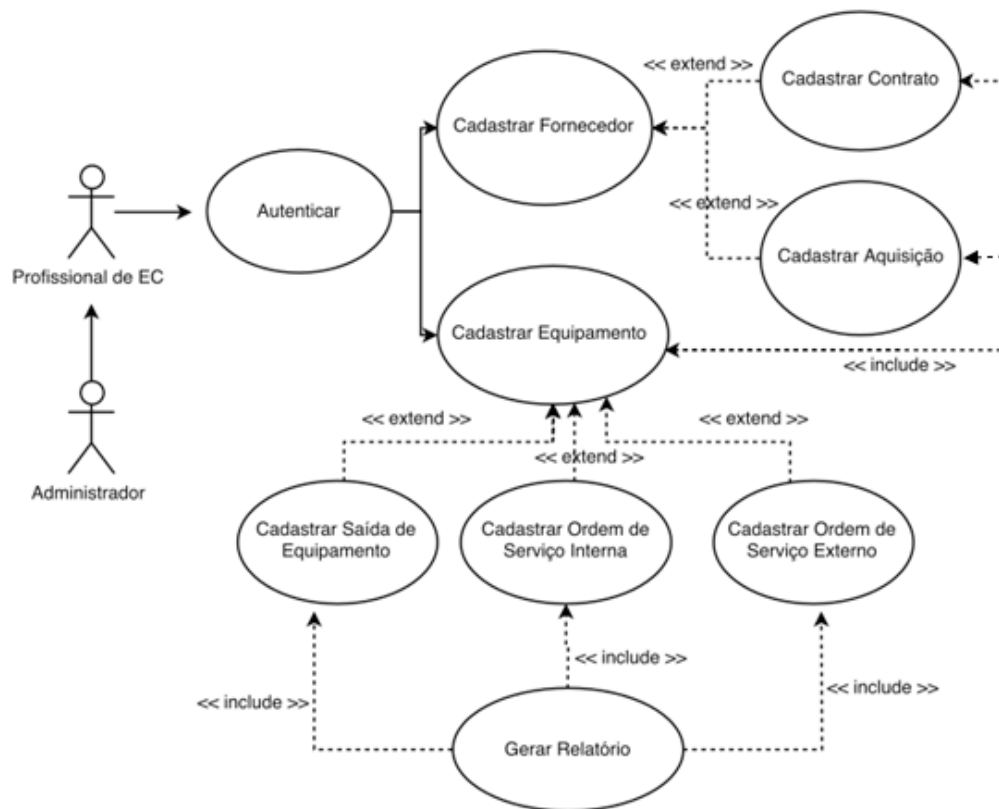 << extend >>
Cadastrar Contrato
Cadastrar Fornecedor
Autenticar
<< extend >>
Profissional de EC
Cadastrar Aquisição
Cadastrar Equipamento
<< include >>
<< extend >>
<< extend >>
<< extend >>
Administrador
Cadastrar Saída de
Equipamento
Cadastrar Ordem de
Serviço Interna
Cadastrar Ordem de
Serviço Externo
<< include >>
<< include >>
<< include >>
Gerar Relatório